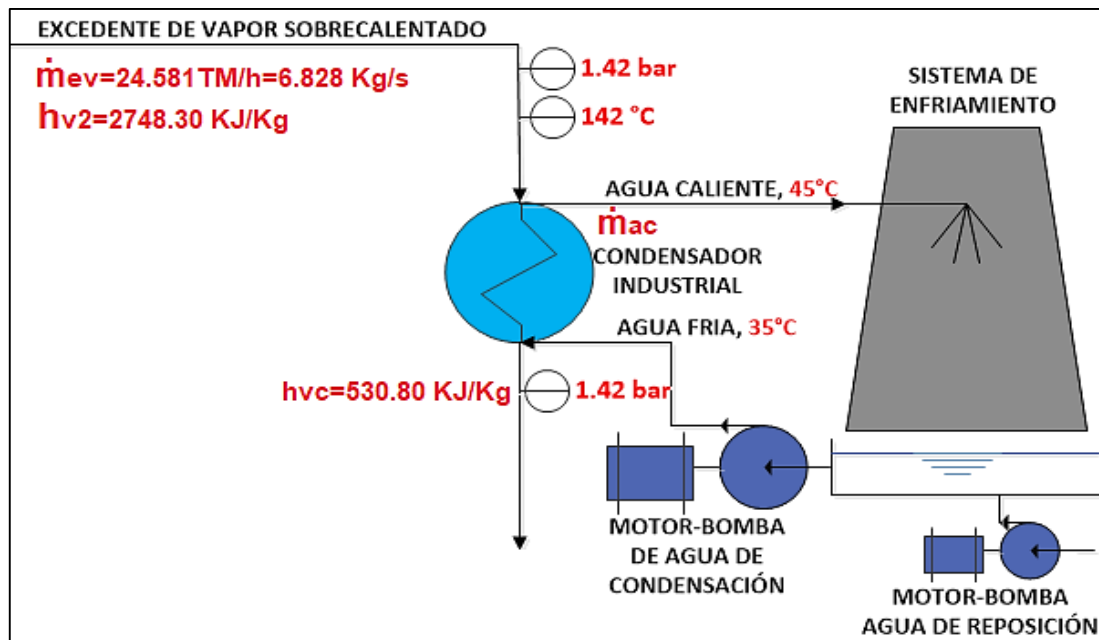 EXCEDENTE DE VAPOR SOBRECALENTADO
ṁev=24.581TM/h=6.828 Kg/s
hv2=2748.30 KJ/Kg
1.42 bar
142 °C
SISTEMA DE
ENFRIAMIENTO
AGUA CALIENTE, 45°C
ṁac
CONDENSADOR
INDUSTRIAL
AGUA FRIA, 35°C
hvc=530.80 KJ/Kg
1.42 bar
MOTOR-BOMBA
DE AGUA DE
CONDENSACIÓN
MOTOR-BOMBA
AGUA DE REPOSICIÓN